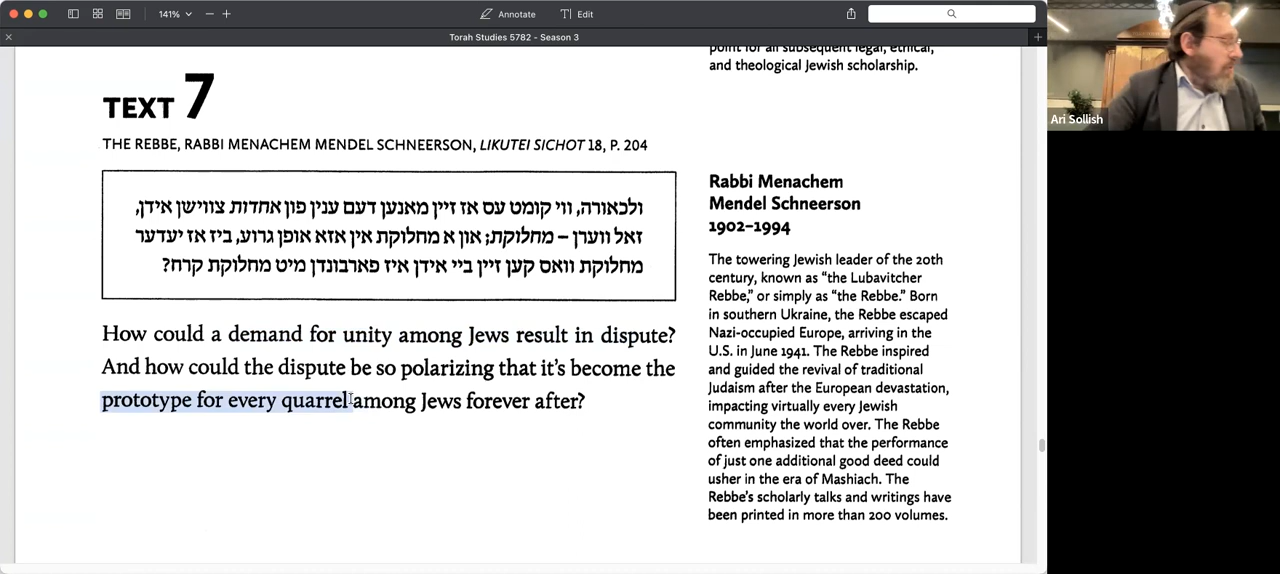 141%
Annotate
Edit
Torah Studies 5782 - Season 3
point for all subsequent legal, ethical,
and theological Jewish scholarship.
TEXT 7
THE REBBE, RABBI MENACHEM MENDEL SCHNEERSON, LIKUTEI SICHOT 18, P. 204
ולכאורה, ווי קומט עס אז זיין מאנען דעם ענין פון אחדות צווישן אידן,
זאל ווערן – מחלוקת; און א מחלוקת אין אזא אופן גרוע, ביז אז יעדער
מחלוקת וואס קען זיין ביי אידן איז פארבונדן מיט מחלוקת קרח?
How could a demand for unity among Jews result in dispute?
And how could the dispute be so polarizing that it's become the
prototype for every quarrel among Jews forever after?
Rabbi Menachem
Mendel Schneerson
1902–1994
The towering Jewish leader of the 20th
century, known as “the Lubavitcher
Rebbe,” or simply as “the Rebbe.” Born
in southern Ukraine, the Rebbe escaped
Nazi-occupied Europe, arriving in the
U.S. in June 1941. The Rebbe inspired
and guided the revival of traditional
Judaism after the European devastation,
impacting virtually every Jewish
community the world over. The Rebbe
often emphasized that the performance
of just one additional good deed could
usher in the era of Mashiach. The
Rebbe's scholarly talks and writings have
been printed in more than 200 volumes.
Ari Sollish